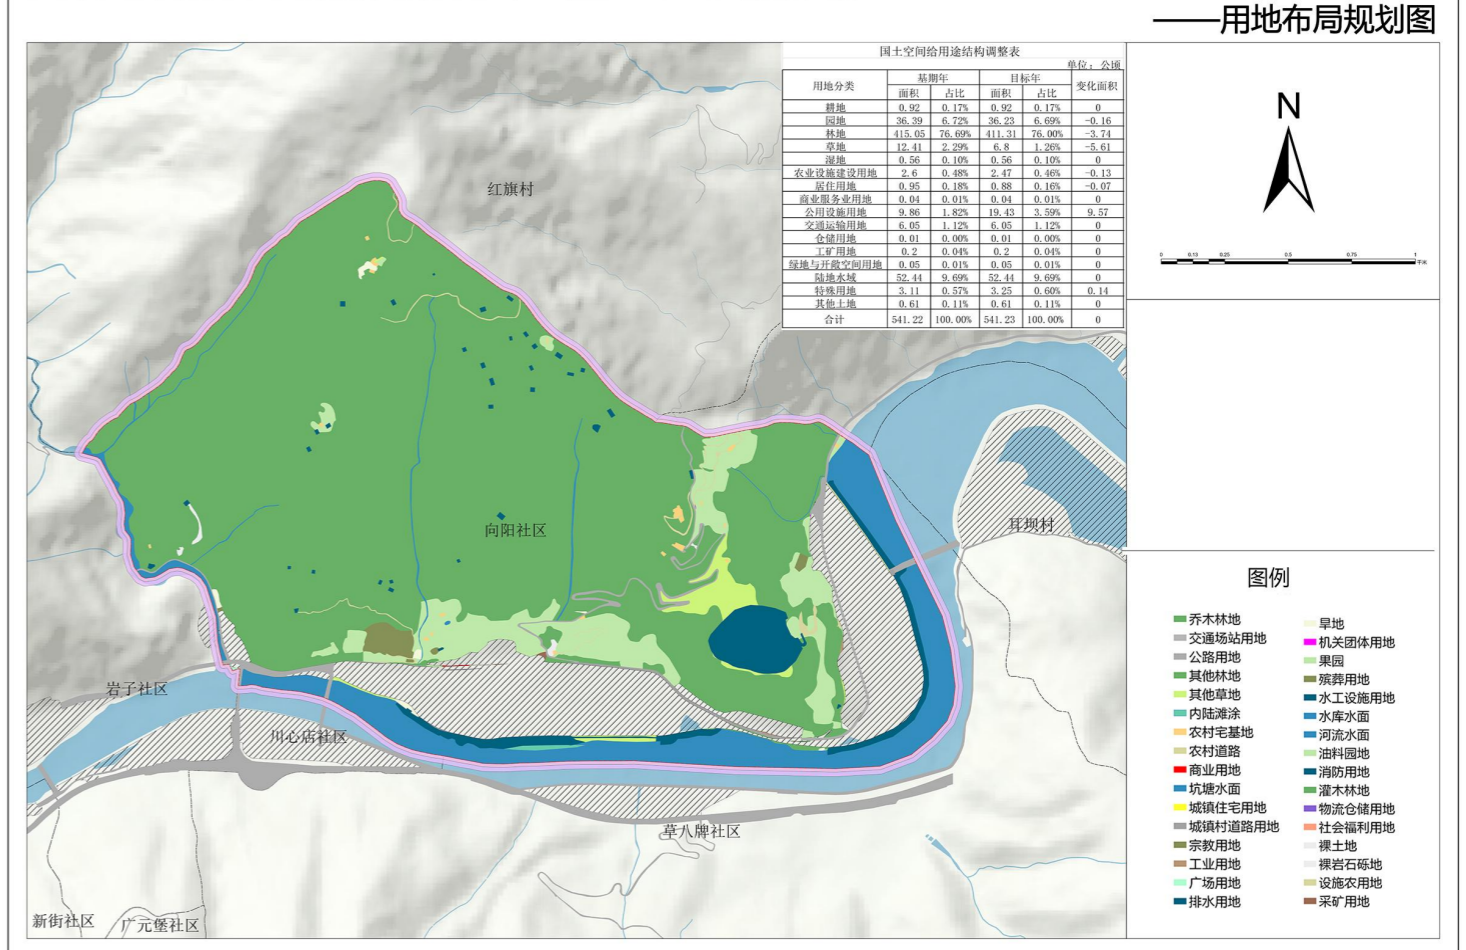 ——用地布局规划图
国土空间给用途结构调整表
单位：公顷
用地分类 基期年 目标年 变化面积
面积 占比 面积 占比
耕地 0.92 0.17% 0.92 0.17% 0
园地 36.39 6.72% 36.23 6.69% -0.16
林地 415.05 76.69% 411.31 76.00% -3.74
草地 12.41 2.29% 6.8 1.26% -5.61
湿地 0.56 0.10% 0.56 0.10% 0
农业设施建设用地 2.6 0.48% 2.47 0.46% -0.13
居住用地 0.95 0.18% 0.88 0.16% -0.07
商业服务业用地 0.04 0.01% 0.04 0.01% 0
公用设施用地 9.86 1.82% 19.43 3.59% 9.57
交通运输用地 6.05 1.12% 6.05 1.12% 0
仓储用地 0.01 0.00% 0.01 0.00% 0
工矿用地 0.2 0.04% 0.2 0.04% 0
绿地与开敞空间用地 0.05 0.01% 0.05 0.01% 0
陆地水域 52.44 9.69% 52.44 9.69% 0
特殊用地 3.11 0.57% 3.25 0.60% 0.14
其他土地 0.61 0.11% 0.61 0.11% 0
合计 541.22 100.00% 541.23 100.00% 0
N
0 0.13 0.25 0.5 0.75 1
千米
红旗村
向阳社区
耳坝村
岩子社区
川心店社区
草八牌社区
新街社区
广元堡社区
图例
乔木林地
交通场站用地
公路用地
其他林地
其他草地
内陆滩涂
农村宅基地
农村道路
商业用地
坑塘水面
城镇住宅用地
城镇村道路用地
宗教用地
工业用地
广场用地
排水用地
旱地
机关团体用地
果园
殡葬用地
水工设施用地
水库水面
河流水面
油料园地
消防用地
灌木林地
物流仓储用地
社会福利用地
裸土地
裸岩石砾地
设施农用地
采矿用地